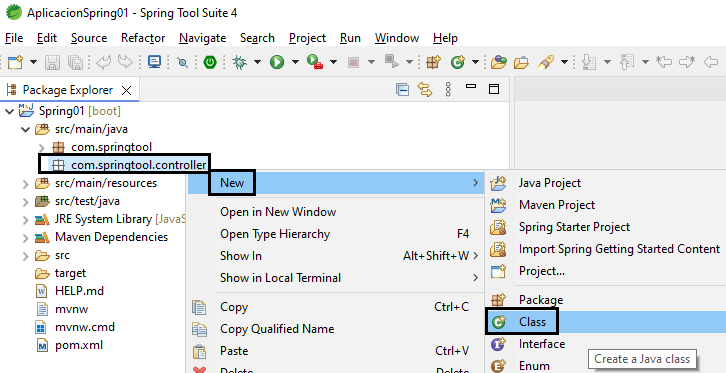 AplicacionSpring01 - Spring Tool Suite 4
File Edit Source Refactor Navigate Search Project Run Window Help
Package Explorer
Spring01 [boot]
src/main/java
com.springtool
com.springtool.controller
src/main/resources
src/test/java
JRE System Library [JavaS
Maven Dependencies
src
target
HELP.md
mvnw
mvnw.cmd
pom.xml
New
Open in New Window
Open Type Hierarchy F4
Show In Alt+Shift+W
Show in Local Terminal
Copy Ctrl+C
Copy Qualified Name
Paste Ctrl+V
Delete Delete
Java Project
Maven Project
Spring Starter Project
Import Spring Getting Started Content
Project...
Package
Class
Interface
Enum
Create a Java class